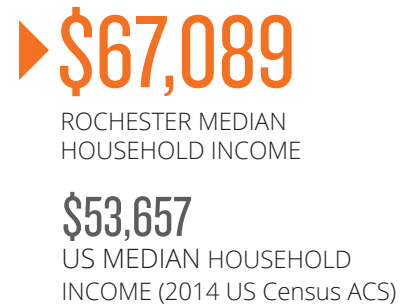 $67,089
ROCHESTER MEDIAN
HOUSEHOLD INCOME
$53,657
US MEDIAN HOUSEHOLD
INCOME (2014 US Census ACS)